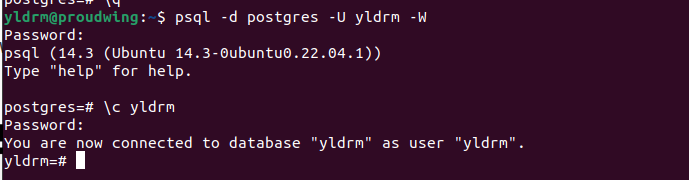 postgres=# \q
yldrm@proudwing:~$ psql -d postgres -U yldrm -W
Password:
psql (14.3 (Ubuntu 14.3-0ubuntu0.22.04.1))
Type "help" for help.
postgres=# \c yldrm
Password:
You are now connected to database "yldrm" as user "yldrm".
yldrm=#